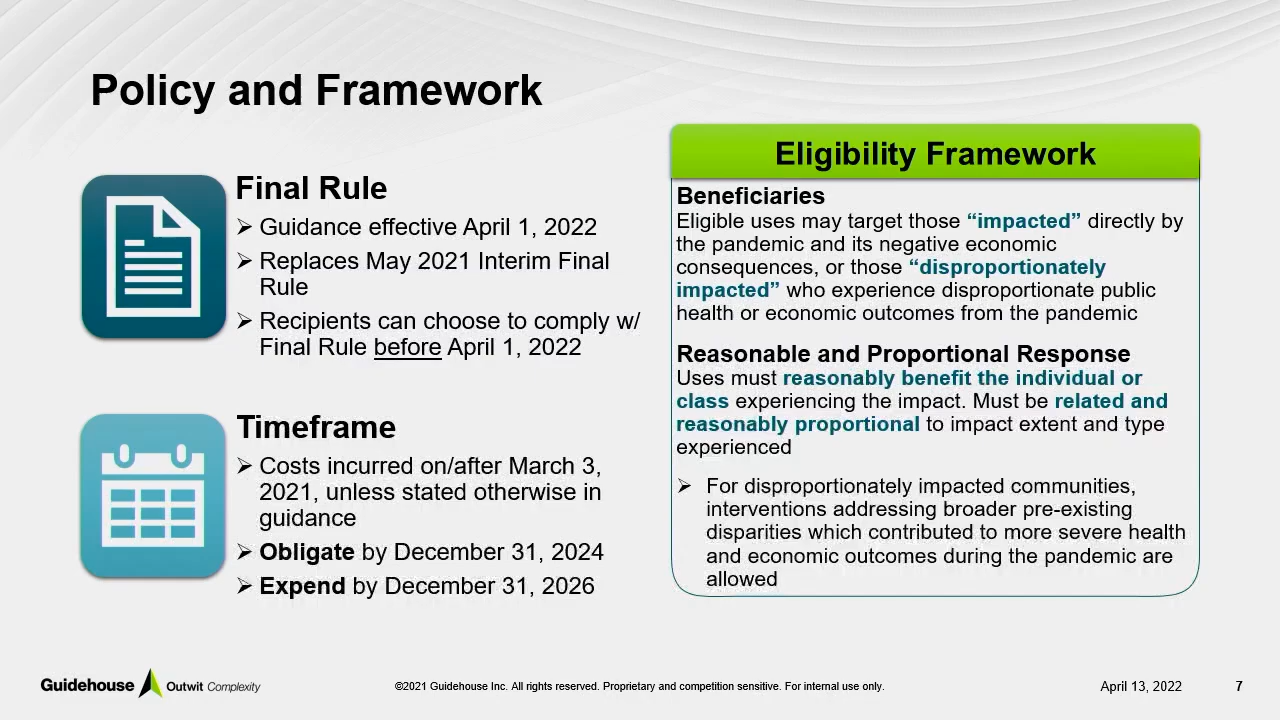 Policy and Framework
Final Rule
➢ Guidance effective April 1, 2022
➢ Replaces May 2021 Interim Final
Rule
➢ Recipients can choose to comply w/
Final Rule before April 1, 2022
Timeframe
➢ Costs incurred on/after March 3,
2021, unless stated otherwise in
guidance
➢ Obligate by December 31, 2024
➢ Expend by December 31, 2026
Eligibility Framework
Beneficiaries
Eligible uses may target those “impacted” directly by
the pandemic and its negative economic
consequences, or those “disproportionately
impacted” who experience disproportionate public
health or economic outcomes from the pandemic
Reasonable and Proportional Response
Uses must reasonably benefit the individual or
class experiencing the impact. Must be related and
reasonably proportional to impact extent and type
experienced
➢ For disproportionately impacted communities,
interventions addressing broader pre-existing
disparities which contributed to more severe health
and economic outcomes during the pandemic are
allowed
Guidehouse Outwit Complexity
©2021 Guidehouse Inc. All rights reserved. Proprietary and competition sensitive. For internal use only.
April 13, 2022
7